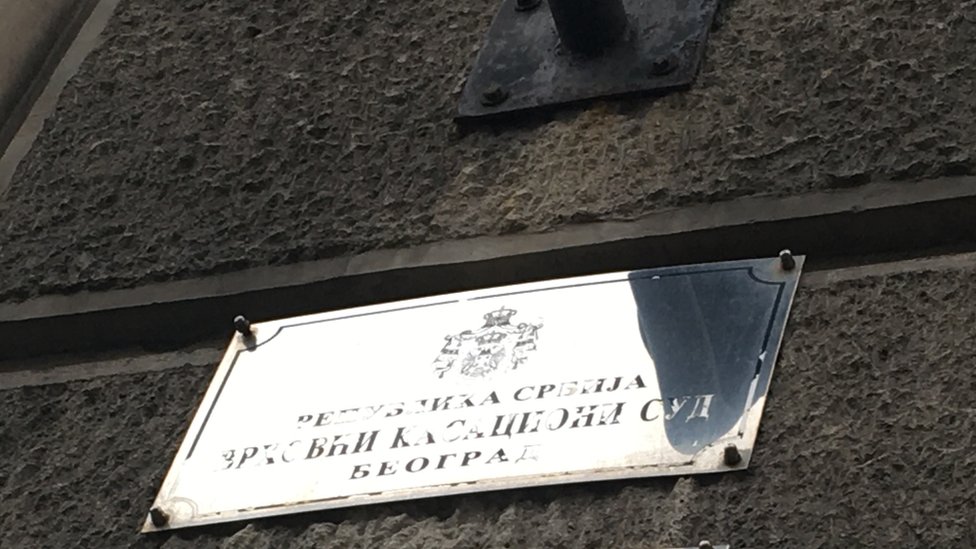 РЕПУБЛИКА СРБИЈА
ВРХОВНИ КАСАЦИОНИ СУД
БЕОГРАД